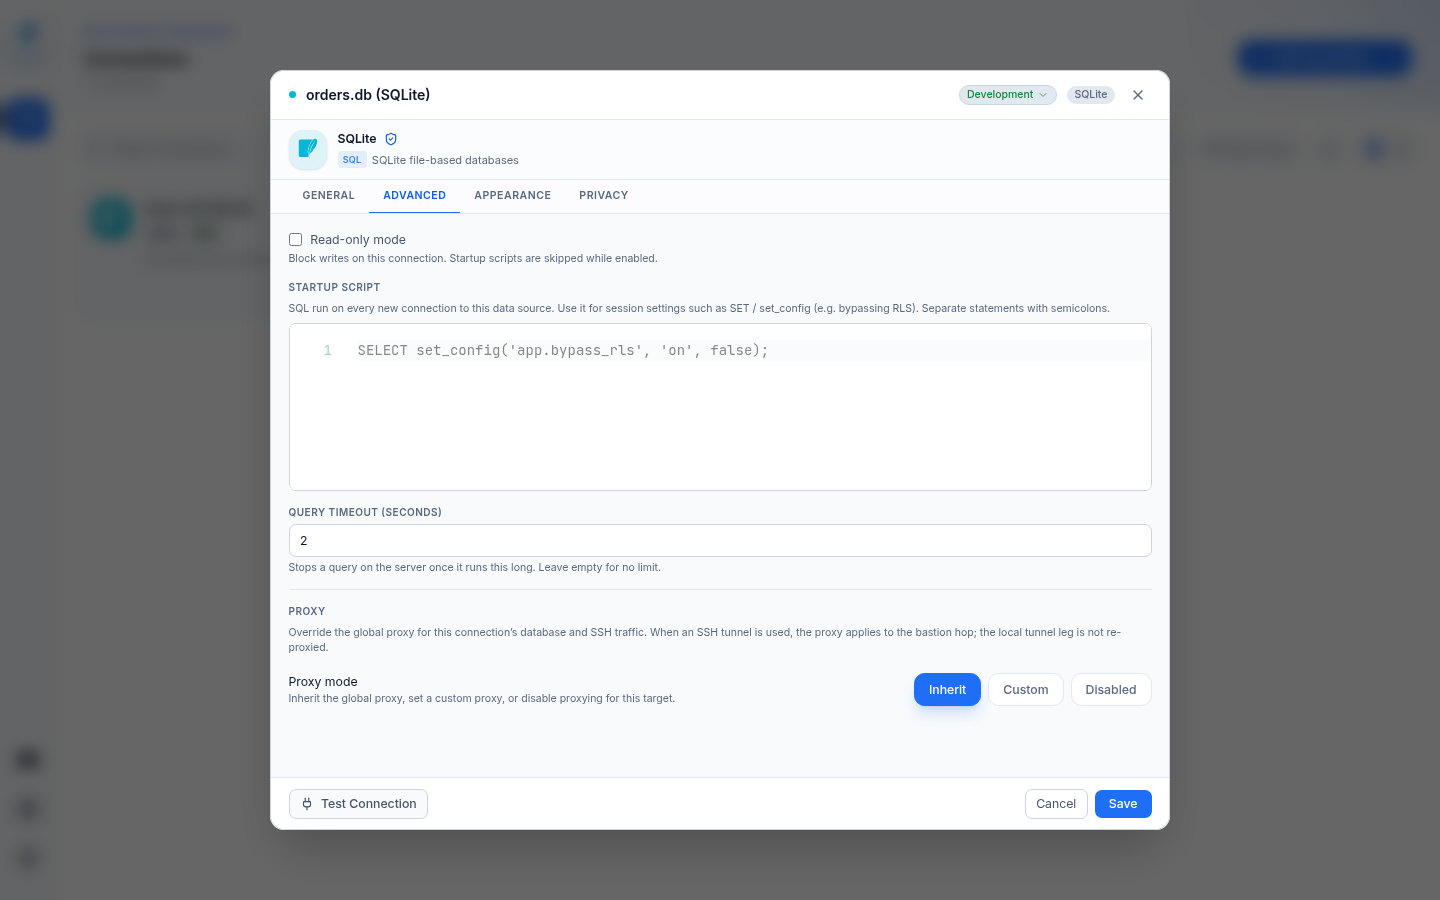 orders.db (SQLite)
Development
SQLite
SQLite
SQL SQLite file-based databases
GENERAL ADVANCED APPEARANCE PRIVACY
Read-only mode
Block writes on this connection. Startup scripts are skipped while enabled.
STARTUP SCRIPT
SQL run on every new connection to this data source. Use it for session settings such as SET / set_config (e.g. bypassing RLS). Separate statements with semicolons.
1 SELECT set_config('app.bypass_rls', 'on', false);
QUERY TIMEOUT (SECONDS)
2
Stops a query on the server once it runs this long. Leave empty for no limit.
PROXY
Override the global proxy for this connection's database and SSH traffic. When an SSH tunnel is used, the proxy applies to the bastion hop; the local tunnel leg is not re-
proxied.
Proxy mode
Inherit the global proxy, set a custom proxy, or disable proxying for this target.
Inherit Custom Disabled
Test Connection
Cancel Save